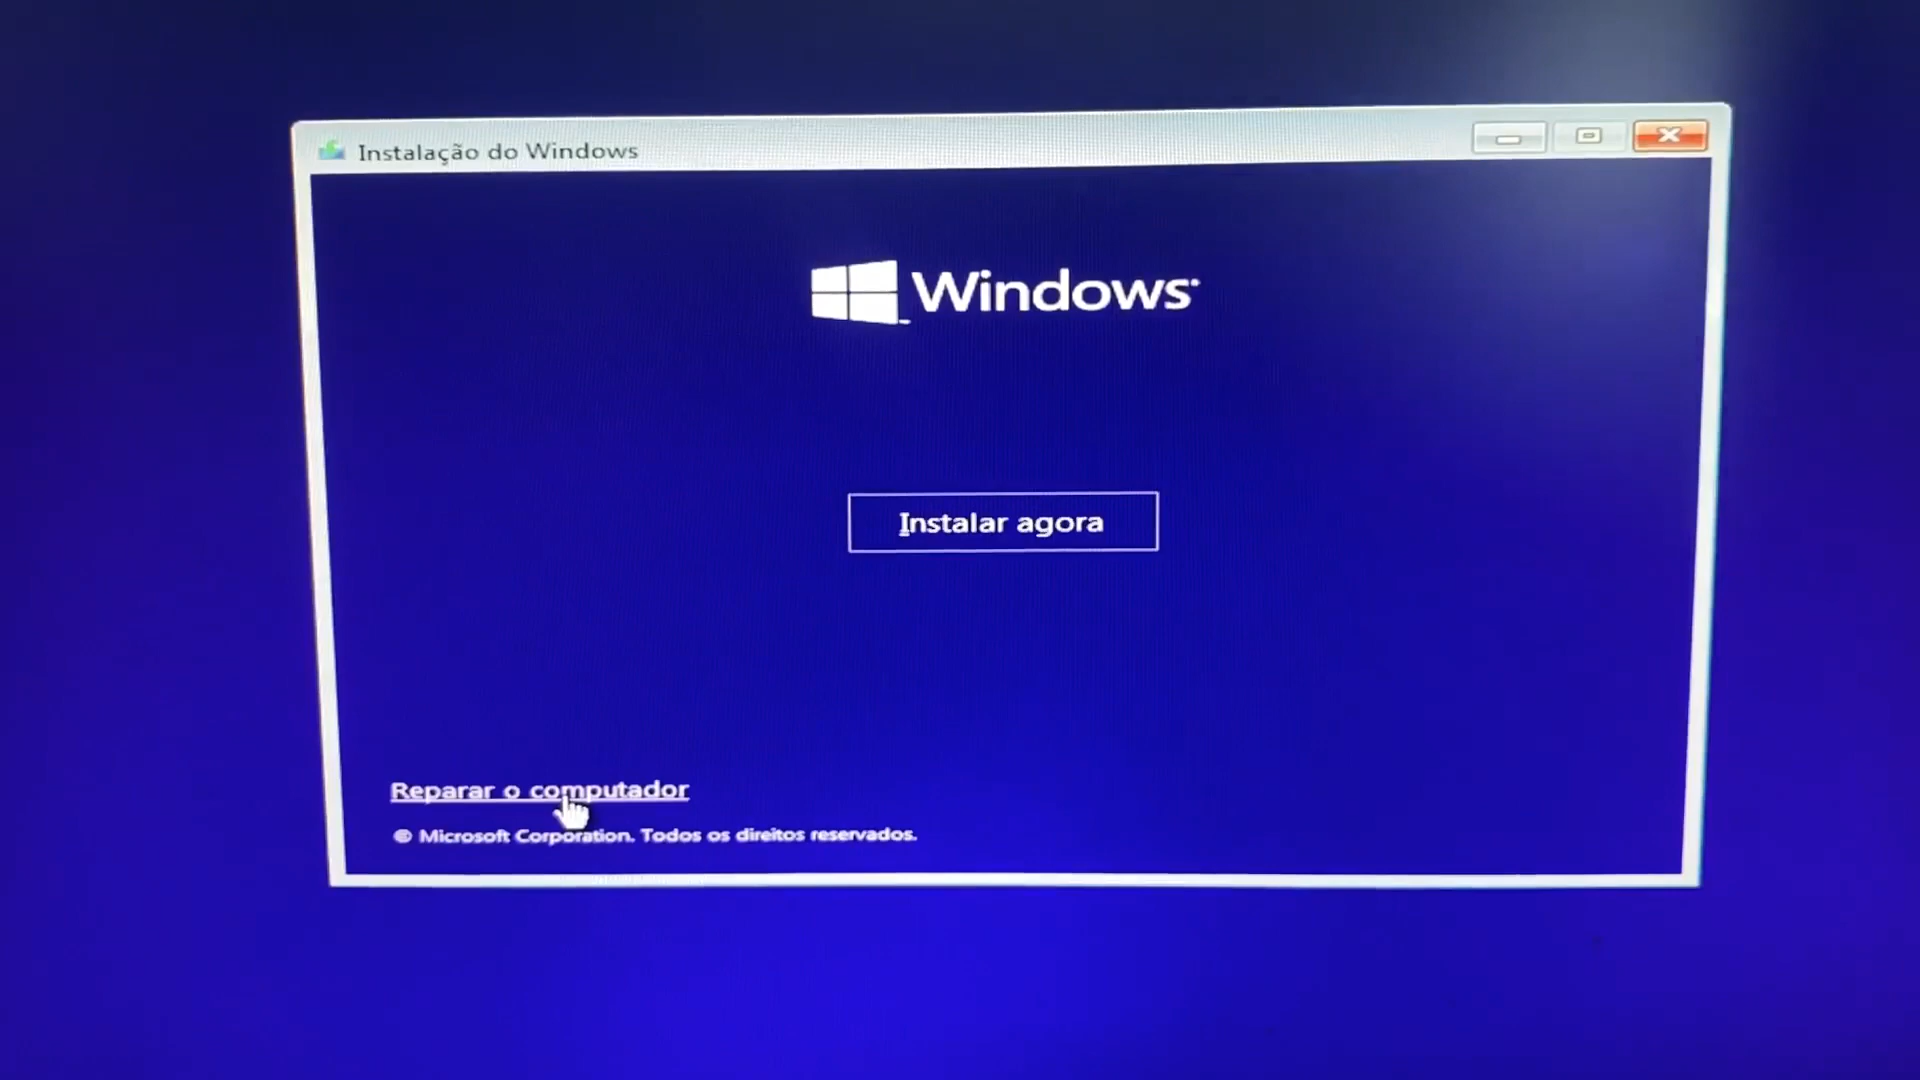 Instalação do Windows
Windows
Instalar agora
Reparar o computador
© Microsoft Corporation. Todos os direitos reservados.